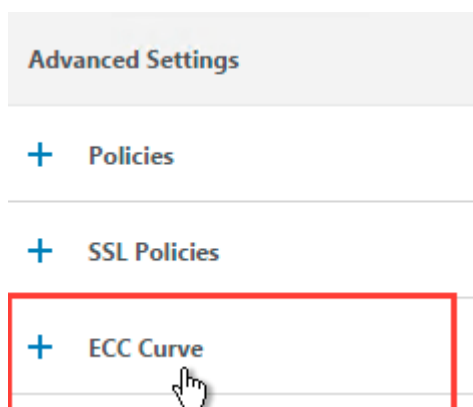 Advanced Settings
+ Policies
+ SSL Policies
+ ECC Curve